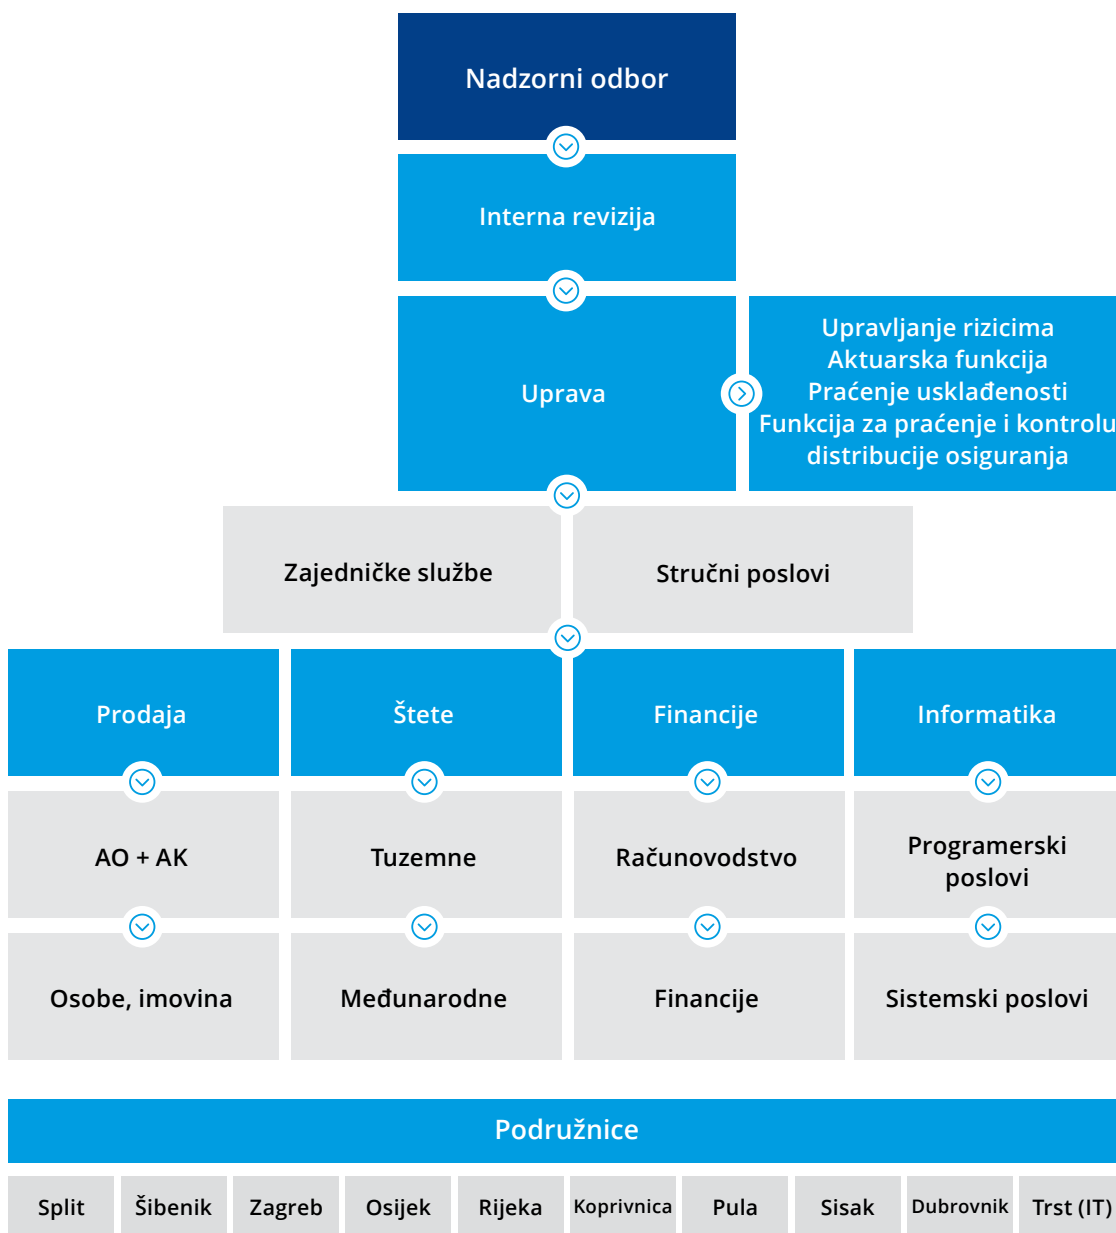 Nadzorni odbor
Interna revizija
Uprava
Upravljanje rizicima
Aktuarska funkcija
Praćenje usklađenosti
Funkcija za praćenje i kontrolu
distribucije osiguranja
Zajedničke službe
Stručni poslovi
Prodaja
Štete
Financije
Informatika
AO + AK
Tuzemne
Računovodstvo
Programerski
poslovi
Osobe, imovina
Međunarodne
Financije
Sistemski poslovi
Podružnice
Split
Šibenik
Zagreb
Osijek
Rijeka
Koprivnica
Pula
Sisak
Dubrovnik
Trst (IT)